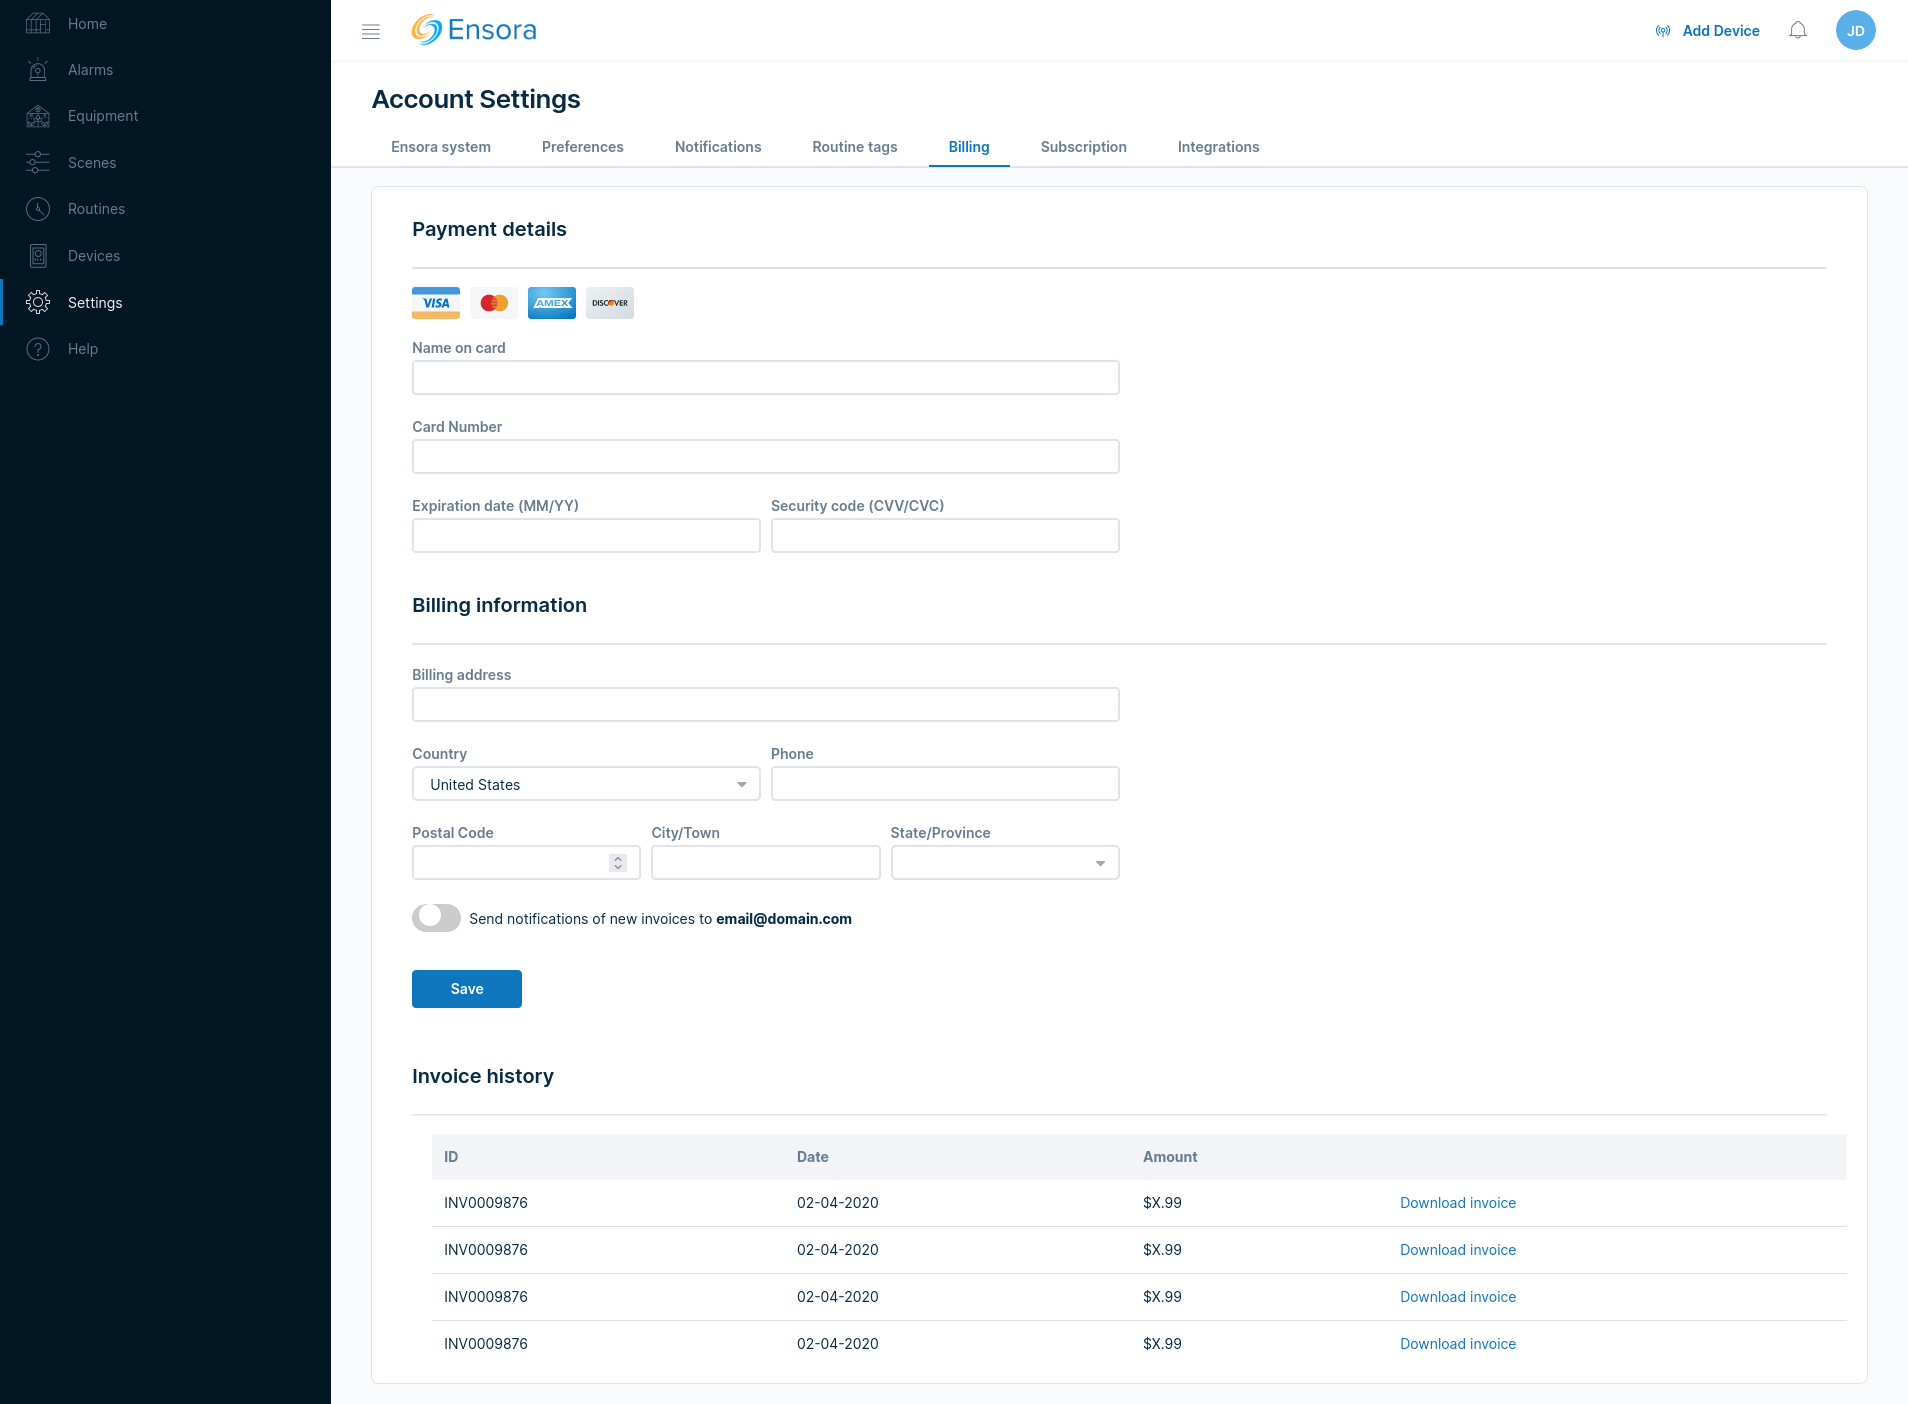 Home
Alarms
Equipment
Scenes
Routines
Devices
Settings
Help
Ensora
Add Device
JD
Account Settings
Ensora system Preferences Notifications Routine tags Billing Subscription Integrations
Payment details
VISA AMEX DISCOVER
Name on card
Card Number
Expiration date (MM/YY) Security code (CVV/CVC)
Billing information
Billing address
Country Phone
United States
Postal Code City/Town State/Province
Send notifications of new invoices to email@domain.com
Save
Invoice history
ID Date Amount
INV0009876 02-04-2020 $X.99 Download invoice
INV0009876 02-04-2020 $X.99 Download invoice
INV0009876 02-04-2020 $X.99 Download invoice
INV0009876 02-04-2020 $X.99 Download invoice